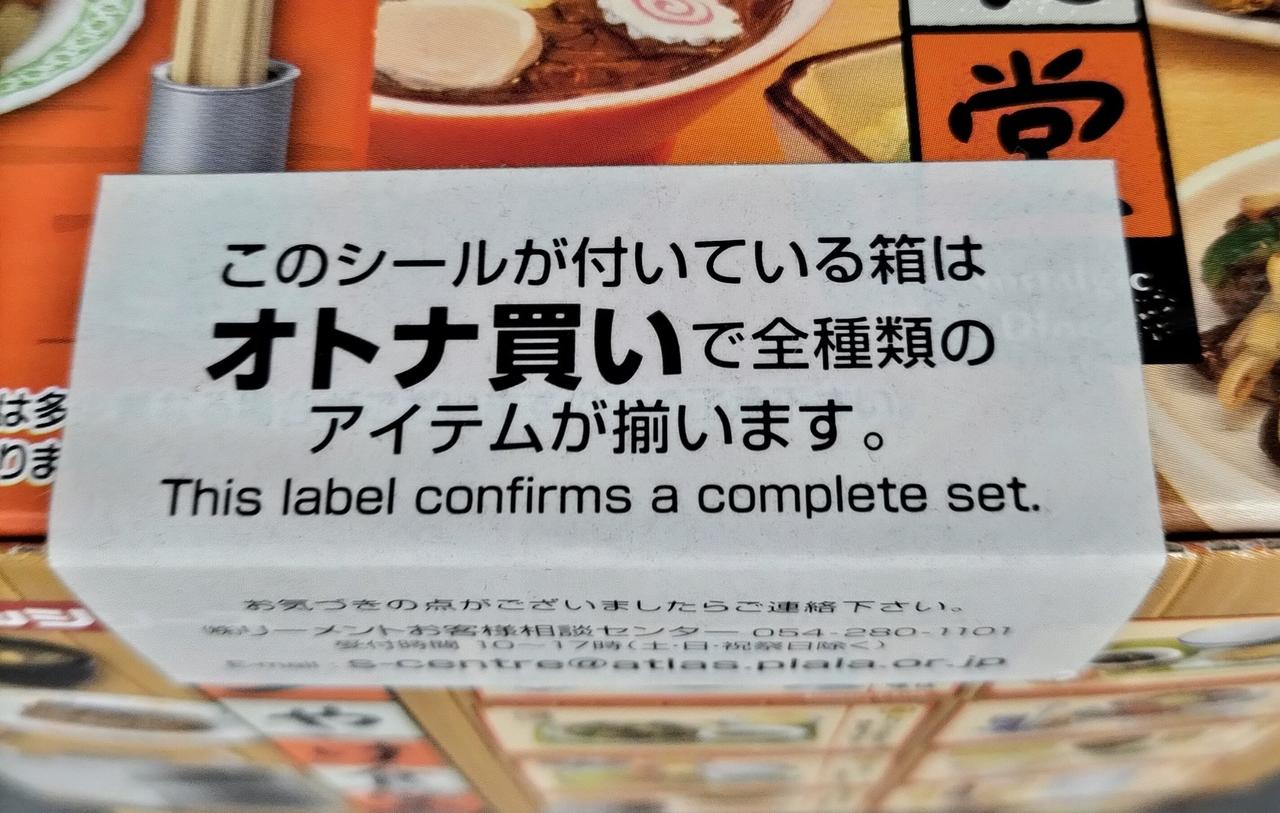 堂
このシールが付いている箱は
オトナ買いで全種類の
アイテムが揃います。
This label confirms a complete set.
は多
りま
お気づきの点がございましたらご連絡下さい。
㈱リーメントお客様相談センター 054-280-1101
受付時間 10〜17時(土・日・祝祭日除く)
E-mail : s-centre@atlas.plala.or.jp